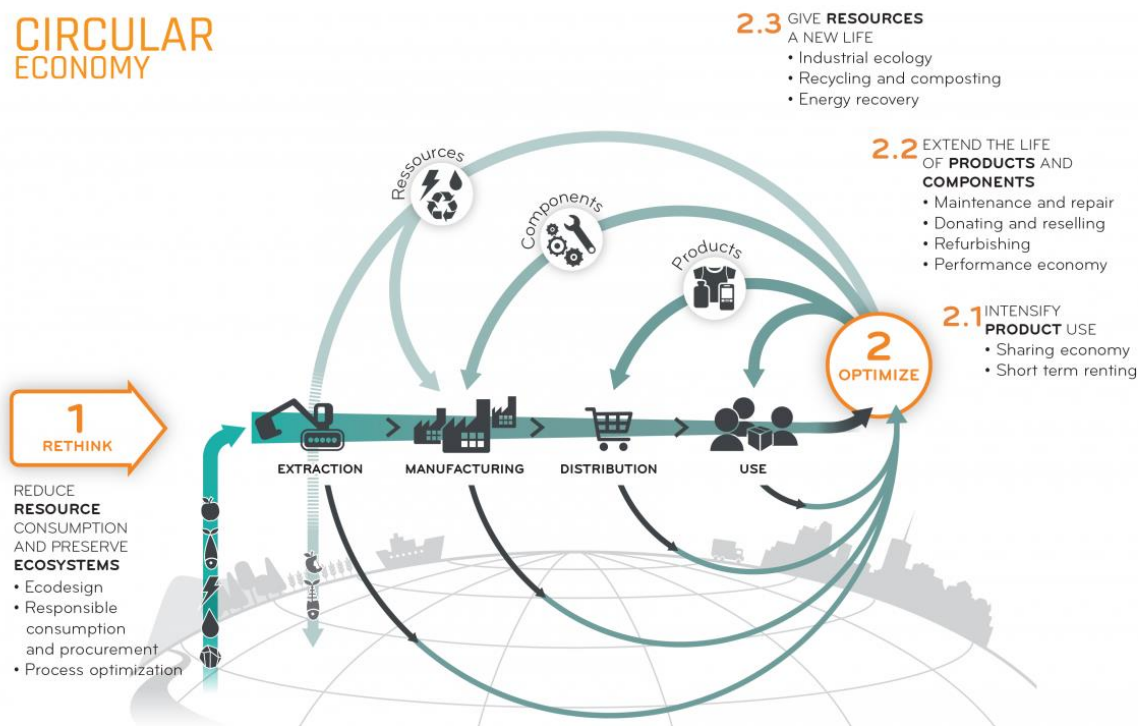 CIRCULAR
ECONOMY
2.3 GIVE RESOURCES
A NEW LIFE
• Industrial ecology
• Recycling and composting
• Energy recovery
2.2 EXTEND THE LIFE
OF PRODUCTS AND
COMPONENTS
• Maintenance and repair
• Donating and reselling
• Refurbishing
• Performance economy
2.1 INTENSIFY
PRODUCT USE
• Sharing economy
• Short term renting
Ressources
Components
Products
2
OPTIMIZE
1
RETHINK
EXTRACTION
MANUFACTURING
DISTRIBUTION
USE
REDUCE
RESOURCE
CONSUMPTION
AND PRESERVE
ECOSYSTEMS
• Ecodesign
• Responsible
consumption
and procurement
• Process optimization